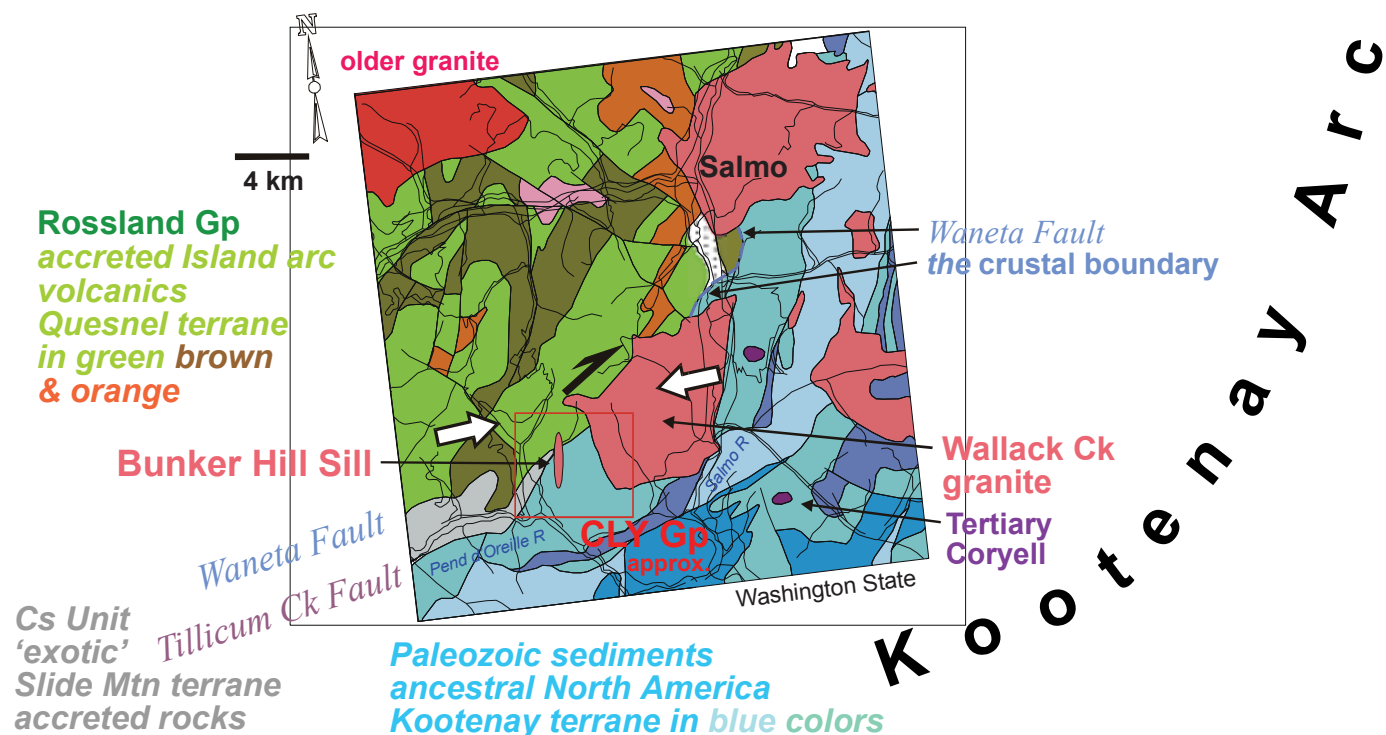 N
older granite
4 km
Salmo
Rossland Gp
accreted Island arc
volcanics
Quesnel terrane
in green brown
& orange
Waneta Fault
the crustal boundary
Bunker Hill Sill
Wallack Ck
granite
Tertiary
Coryell
Salmo R
Pend d'Oreille R
CLY Gp
approx.
Washington State
Waneta Fault
Tillicum Ck Fault
Cs Unit
‘exotic’
Slide Mtn terrane
accreted rocks
Paleozoic sediments
ancestral North America
Kootenay terrane in blue colors
Kootenay Arc